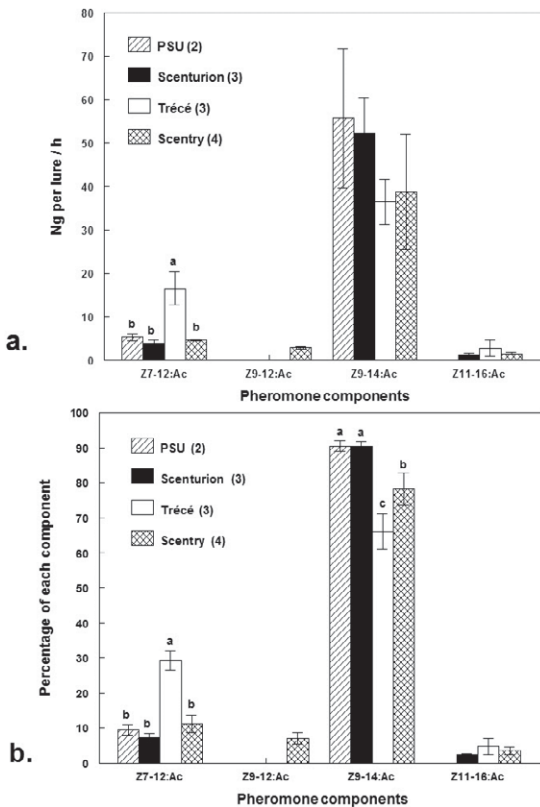 80
70
60
50
40
30
20
10
0
Ng per lure / h
PSU (2)
Scenturion (3)
Trécé (3)
Scentry (4)
b b a b
Z7-12:Ac Z9-12:Ac Z9-14:Ac Z11-16:Ac
Pheromone components
a.
100
90
80
70
60
50
40
30
20
10
0
Percentage of each component
PSU (2)
Scenturion (3)
Trécé (3)
Scentry (4)
b b a b a a c b
Z7-12:Ac Z9-12:Ac Z9-14:Ac Z11-16:Ac
Pheromone components
b.